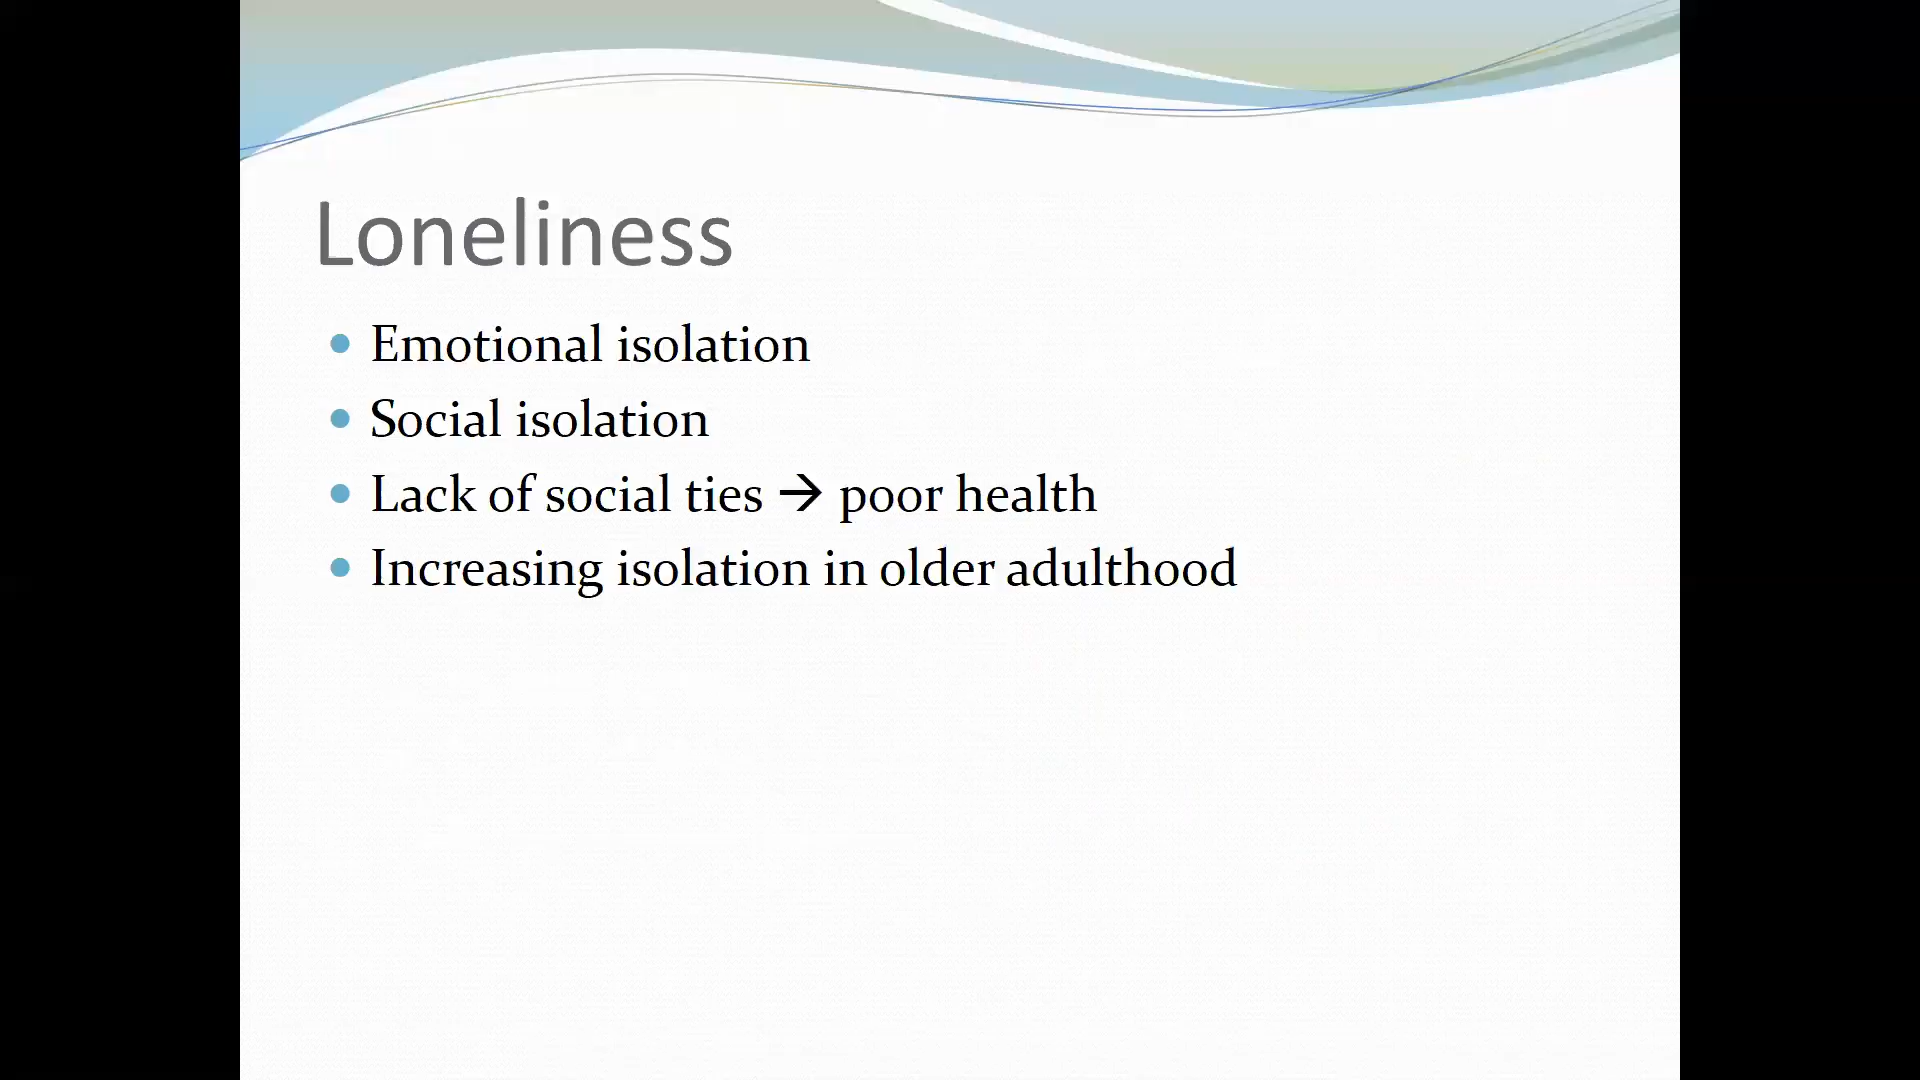 Loneliness
• Emotional isolation
• Social isolation
• Lack of social ties → poor health
• Increasing isolation in older adulthood